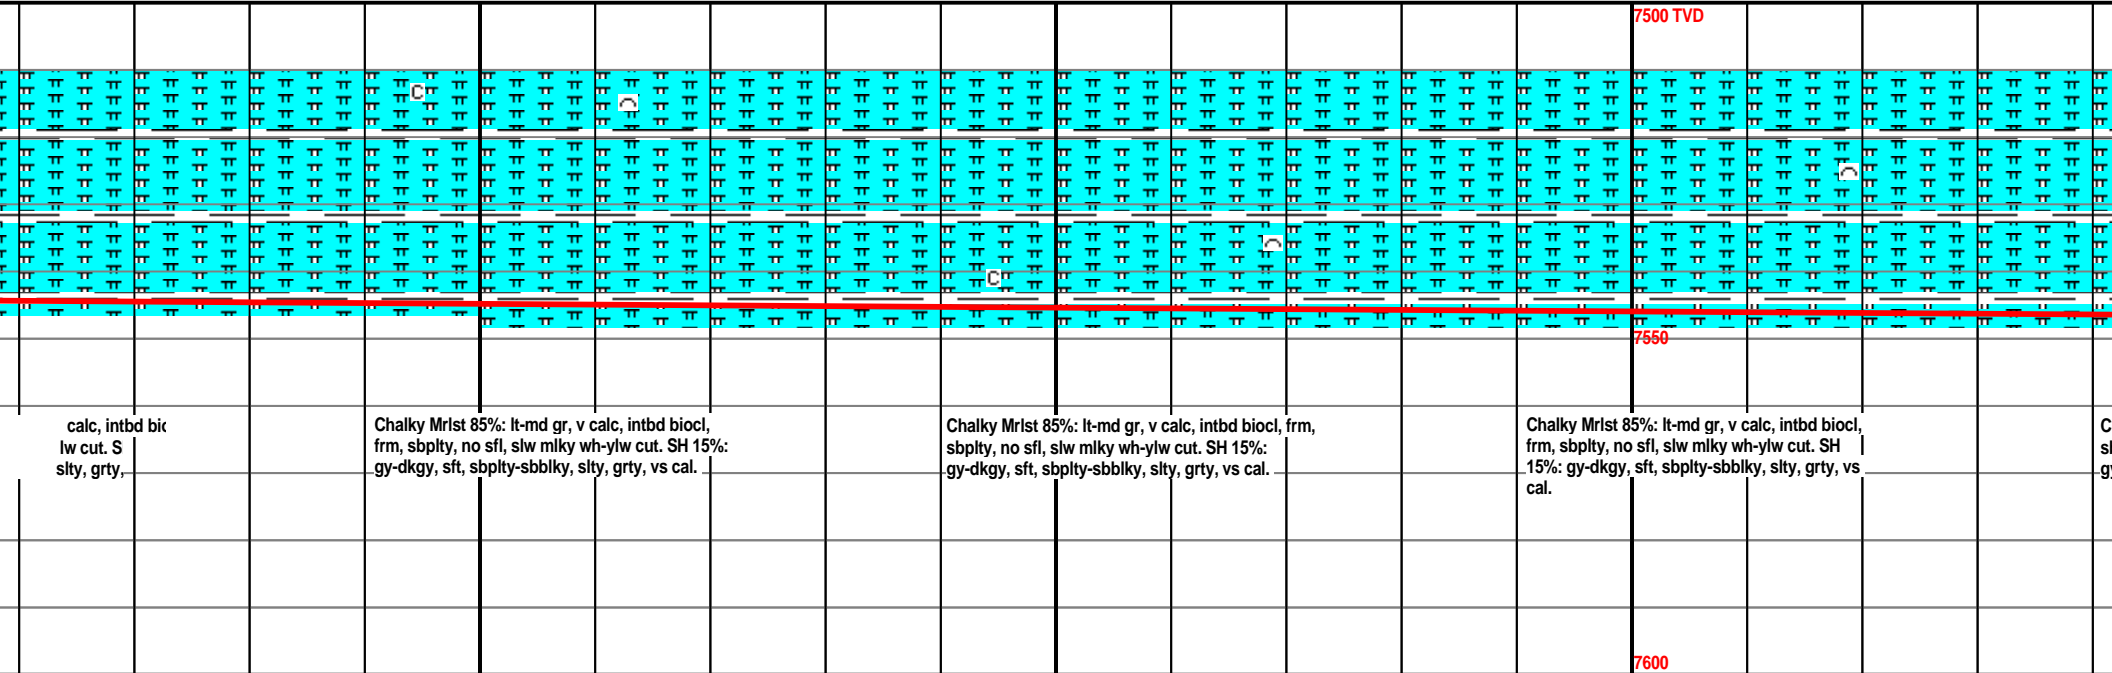 7500 TVD
C
C
7550
calc, intbd bio
lw cut. S
slty, grty,
Chalky Mrlst 85%: lt-md gr, v calc, intbd biocl,
frm, sbplty, no sfl, slw mlky wh-ylw cut. SH 15%:
gy-dkgy, sft, sbplty-sbblky, slty, grty, vs cal.
Chalky Mrlst 85%: lt-md gr, v calc, intbd biocl, frm,
sbplty, no sfl, slw mlky wh-ylw cut. SH 15%:
gy-dkgy, sft, sbplty-sbblky, slty, grty, vs cal.
Chalky Mrlst 85%: lt-md gr, v calc, intbd biocl,
frm, sbplty, no sfl, slw mlky wh-ylw cut. SH
15%: gy-dkgy, sft, sbplty-sbblky, slty, grty, vs
cal.
7600